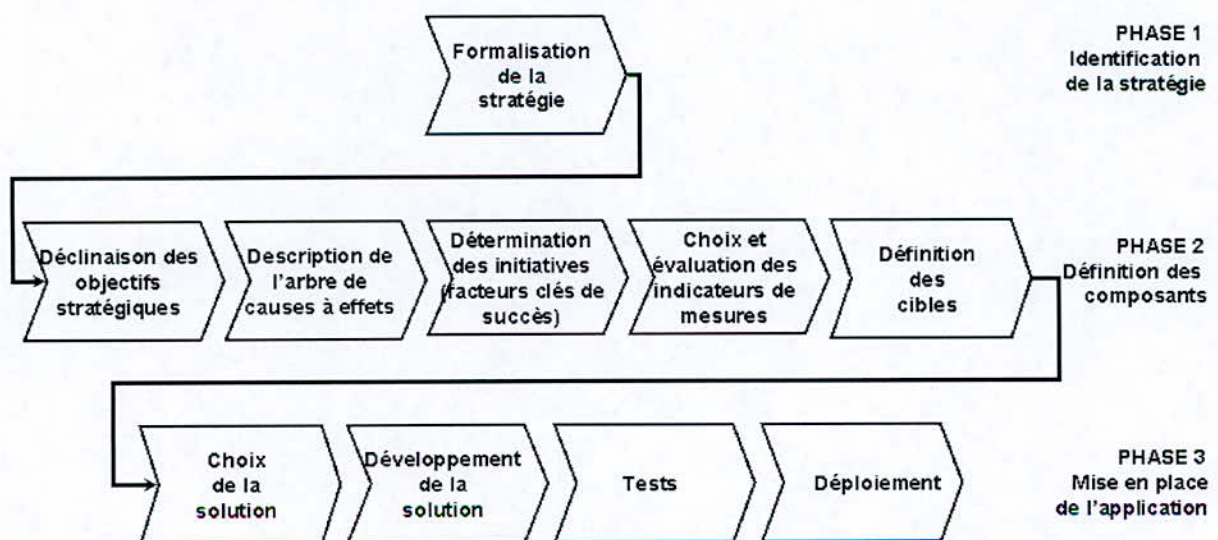 Formalisation
de la
stratégie
PHASE 1
Identification
de la stratégie
Déclinaison des
objectifs
stratégiques
Description de
l'arbre de
causes à effets
Détermination
des initiatives
(facteurs clés de
succès)
Choix et
évaluation des
indicateurs de
mesures
Définition
des
cibles
PHASE 2
Définition des
composants
Choix
de la
solution
Développement
de la
solution
Tests
Déploiement
PHASE 3
Mise en place
de l'application